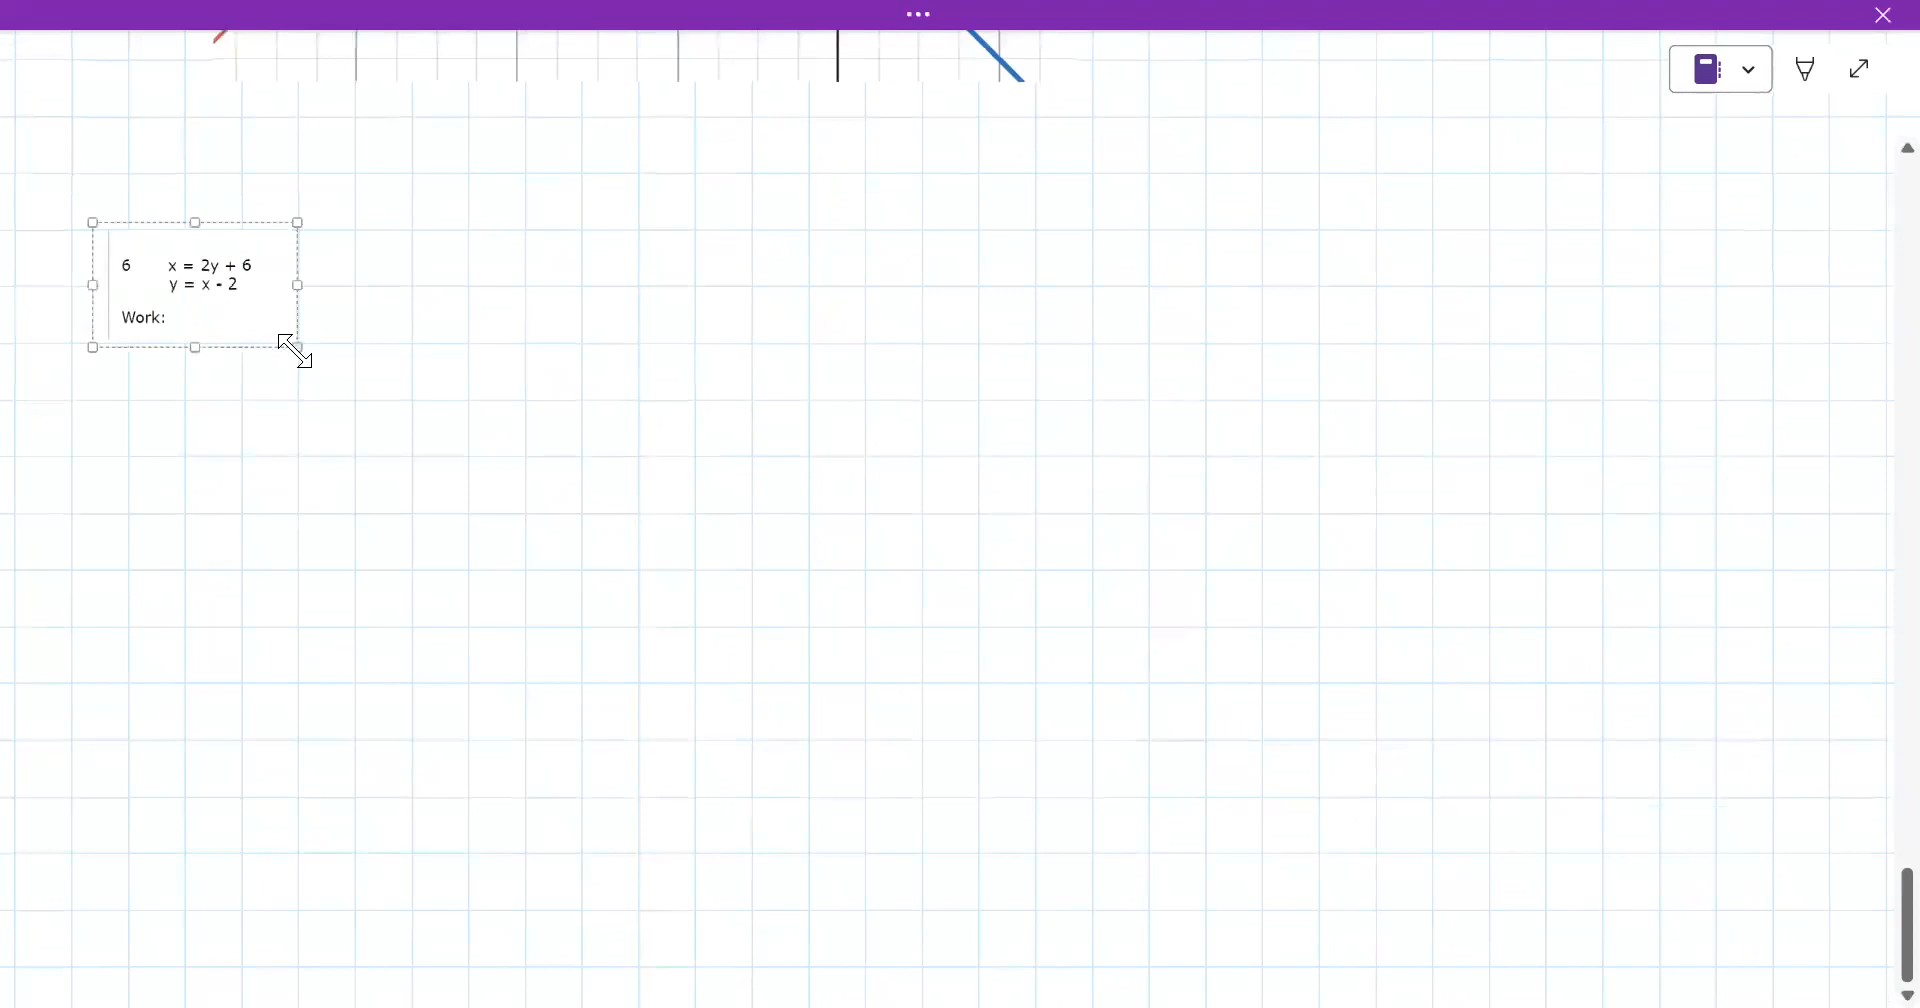 6 x = 2y + 6
y = x - 2
Work: